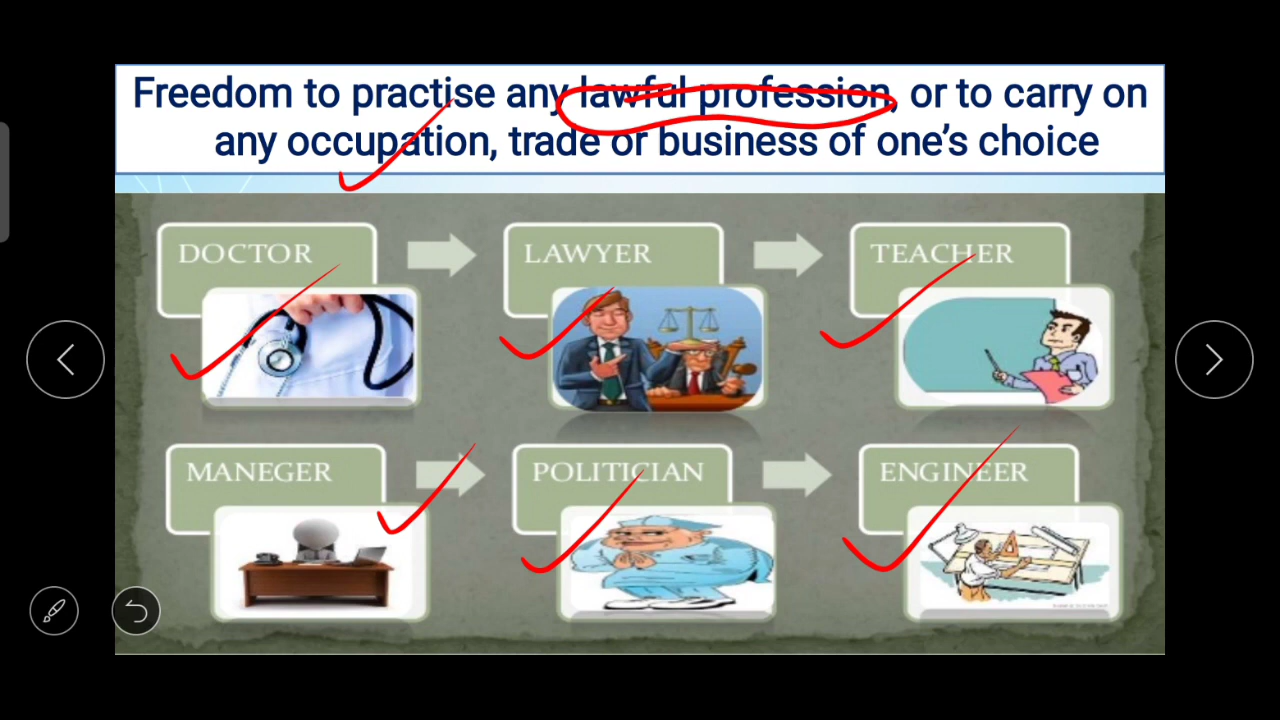 Freedom to practise any lawful profession, or to carry on
any occupation, trade or business of one's choice
DOCTOR
LAWYER
TEACHER
MANEGER
POLITICIAN
ENGINEER